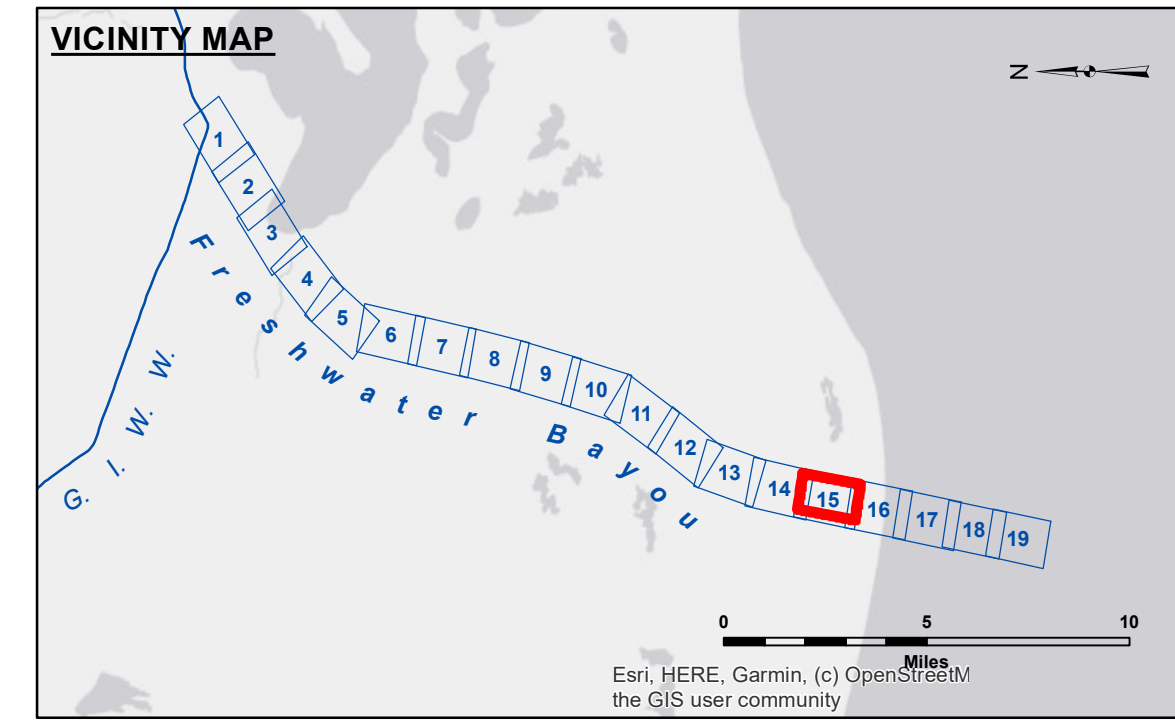 VICINITY MAP
N
1
2
3
4
5
6
7
8
9
10
11
12
13
14
15
16
17
18
19
Freshwater Bayou
G. I. W. W.
0 5 10
Miles
Esri, HERE, Garmin, (c) OpenStreetM
the GIS user community